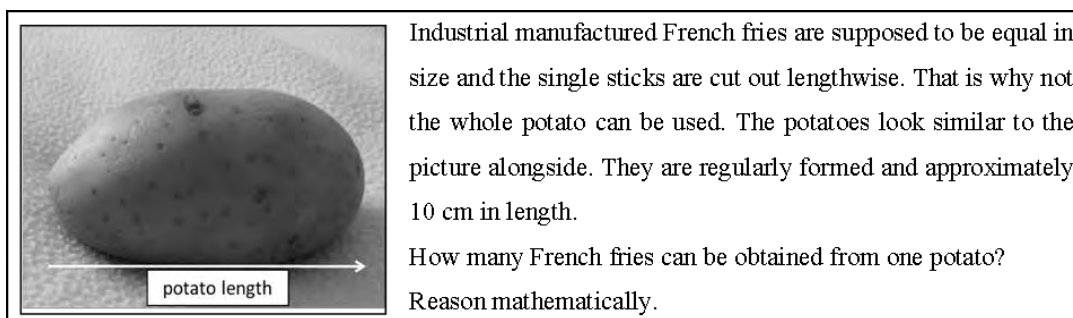 Industrial manufactured French fries are supposed to be equal in
size and the single sticks are cut out lengthwise. That is why not
the whole potato can be used. The potatoes look similar to the
picture alongside. They are regularly formed and approximately
10 cm in length.
How many French fries can be obtained from one potato?
Reason mathematically.
potato length